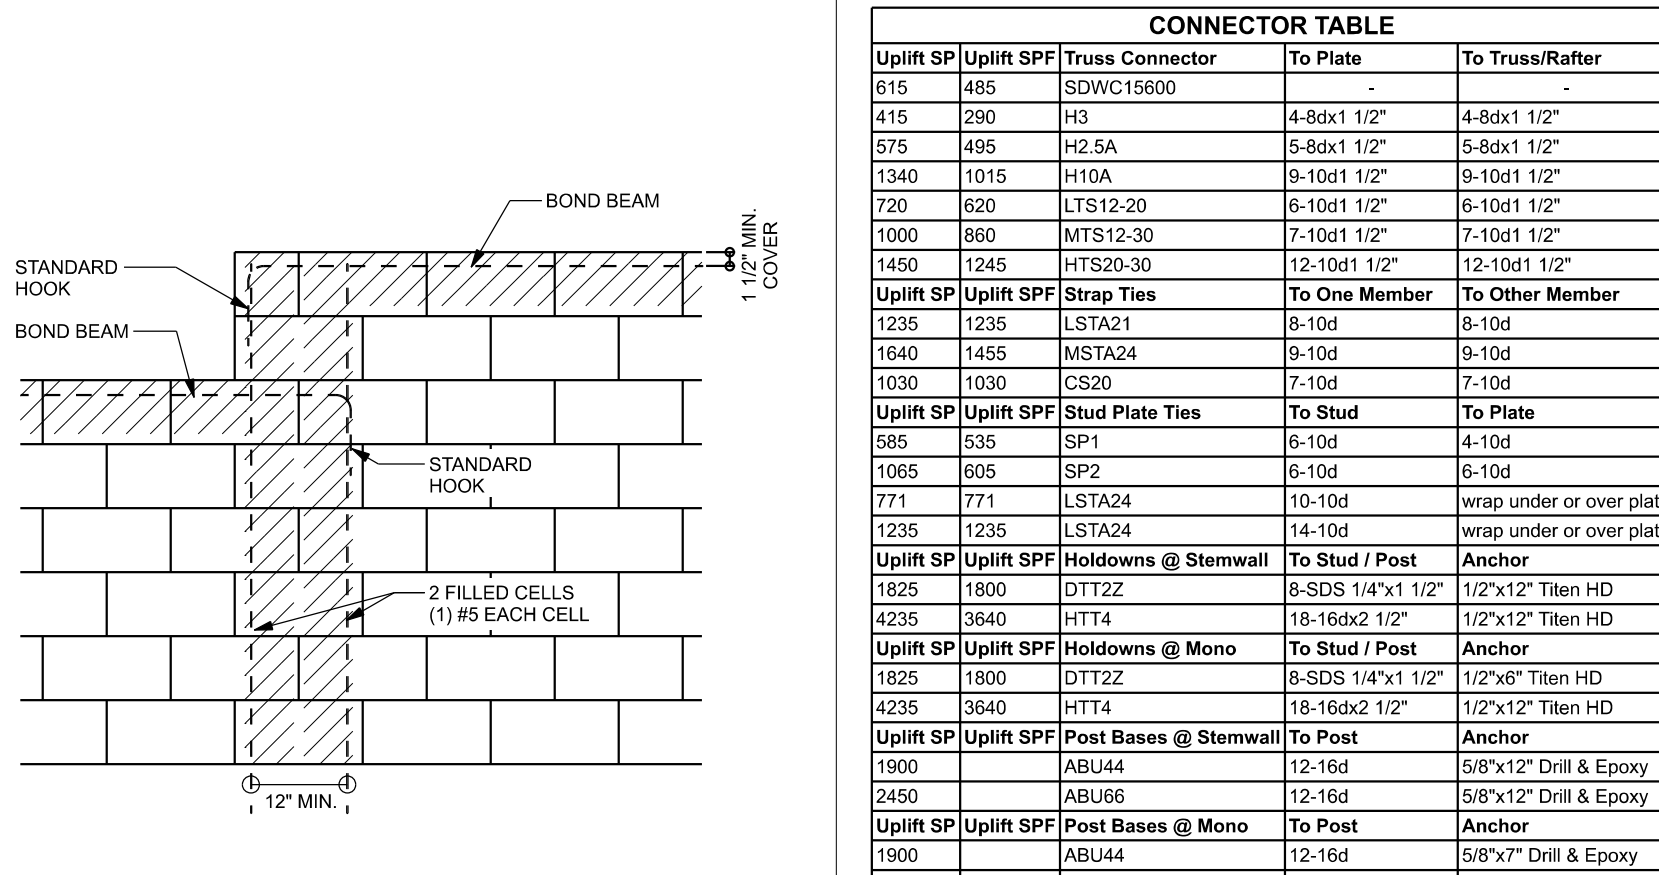 BOND BEAM
1 1/2" MIN.
COVER
STANDARD
HOOK
BOND BEAM
STANDARD
HOOK
2 FILLED CELLS
(1) #5 EACH CELL
12" MIN.
CONNECTOR TABLE
Uplift SP Uplift SPF Truss Connector To Plate To Truss/Rafter
615 485 SDWC15600 - -
415 290 H3 4-8dx1 1/2" 4-8dx1 1/2"
575 495 H2.5A 5-8dx1 1/2" 5-8dx1 1/2"
1340 1015 H10A 9-10d1 1/2" 9-10d1 1/2"
720 620 LTS12-20 6-10d1 1/2" 6-10d1 1/2"
1000 860 MTS12-30 7-10d1 1/2" 7-10d1 1/2"
1450 1245 HTS20-30 12-10d1 1/2" 12-10d1 1/2"
Uplift SP Uplift SPF Strap Ties To One Member To Other Member
1235 1235 LSTA21 8-10d 8-10d
1640 1455 MSTA24 9-10d 9-10d
1030 1030 CS20 7-10d 7-10d
Uplift SP Uplift SPF Stud Plate Ties To Stud To Plate
585 535 SP1 6-10d 4-10d
1065 605 SP2 6-10d 6-10d
771 771 LSTA24 10-10d wrap under or over plat
1235 1235 LSTA24 14-10d wrap under or over plat
Uplift SP Uplift SPF Holdowns @ Stemwall To Stud / Post Anchor
1825 1800 DTT2Z 8-SDS 1/4"x1 1/2" 1/2"x12" Titen HD
4235 3640 HTT4 18-16dx2 1/2" 1/2"x12" Titen HD
Uplift SP Uplift SPF Holdowns @ Mono To Stud / Post Anchor
1825 1800 DTT2Z 8-SDS 1/4"x1 1/2" 1/2"x6" Titen HD
4235 3640 HTT4 18-16dx2 1/2" 1/2"x12" Titen HD
Uplift SP Uplift SPF Post Bases @ Stemwall To Post Anchor
1900 ABU44 12-16d 5/8"x12" Drill & Epoxy
2450 ABU66 12-16d 5/8"x12" Drill & Epoxy
Uplift SP Uplift SPF Post Bases @ Mono To Post Anchor
1900 ABU44 12-16d 5/8"x7" Drill & Epoxy